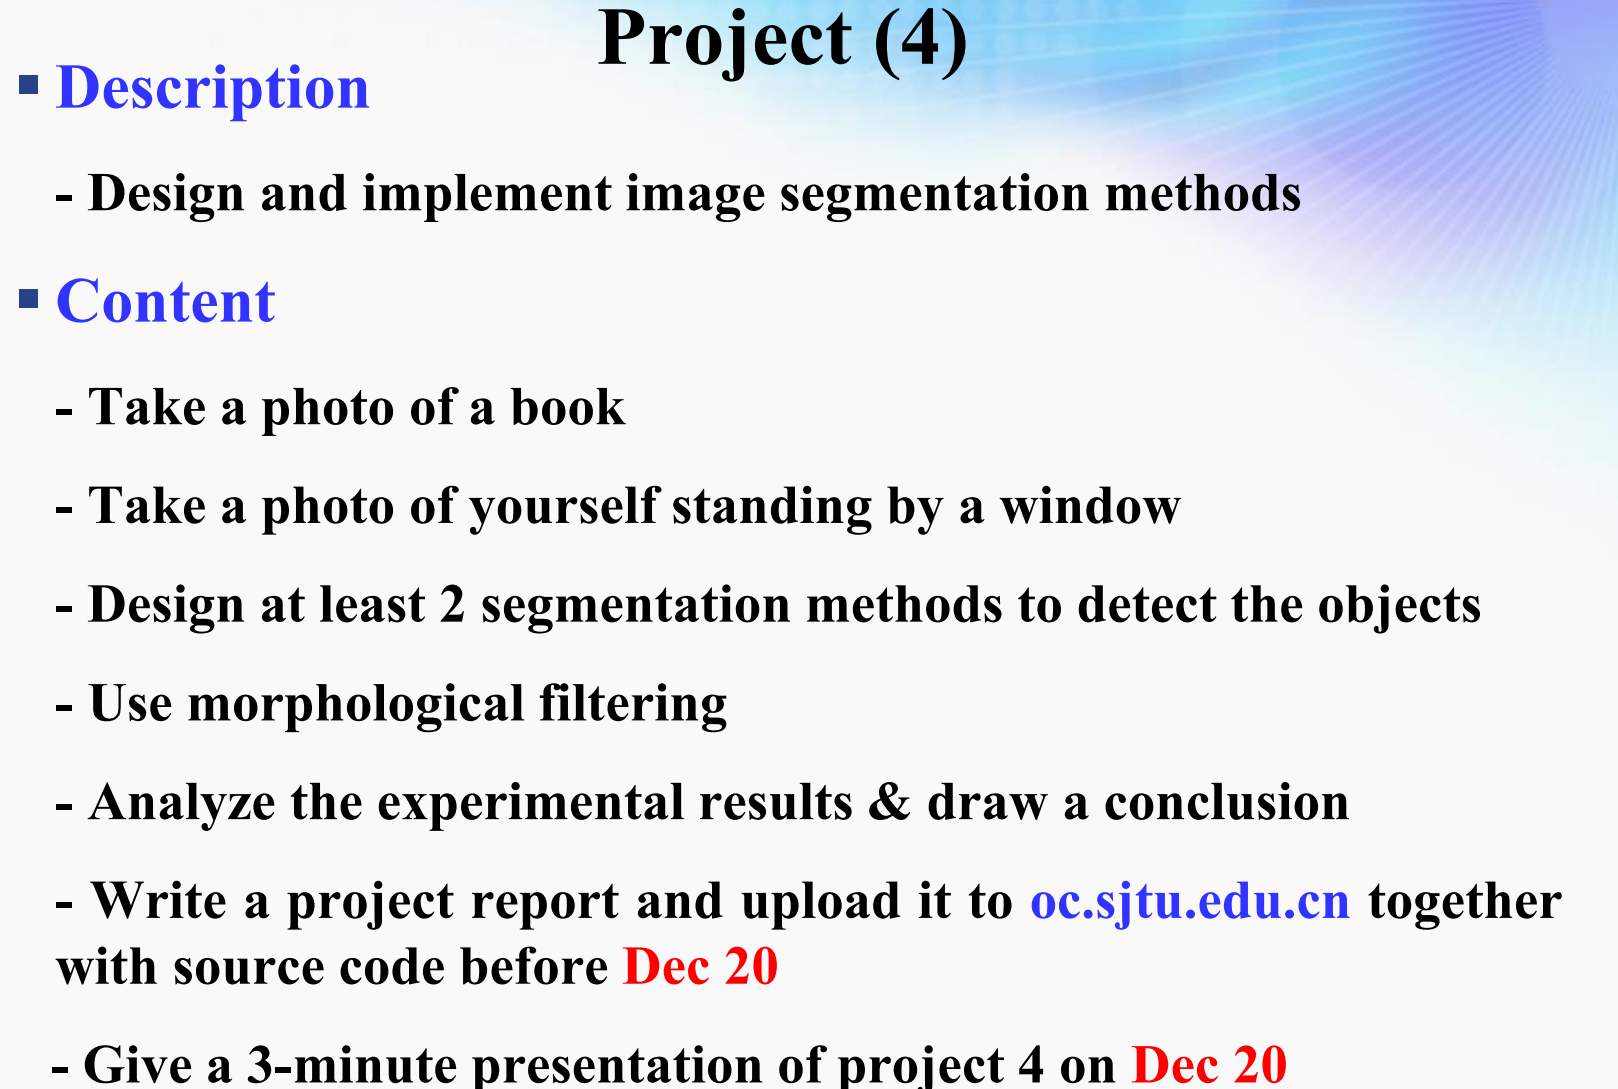 Project (4)
Description
- Design and implement image segmentation methods
Content
- Take a photo of a book
- Take a photo of yourself standing by a window
- Design at least 2 segmentation methods to detect the objects
- Use morphological filtering
- Analyze the experimental results & draw a conclusion
- Write a project report and upload it to oc.sjtu.edu.cn together
with source code before Dec 20
- Give a 3-minute presentation of project 4 on Dec 20